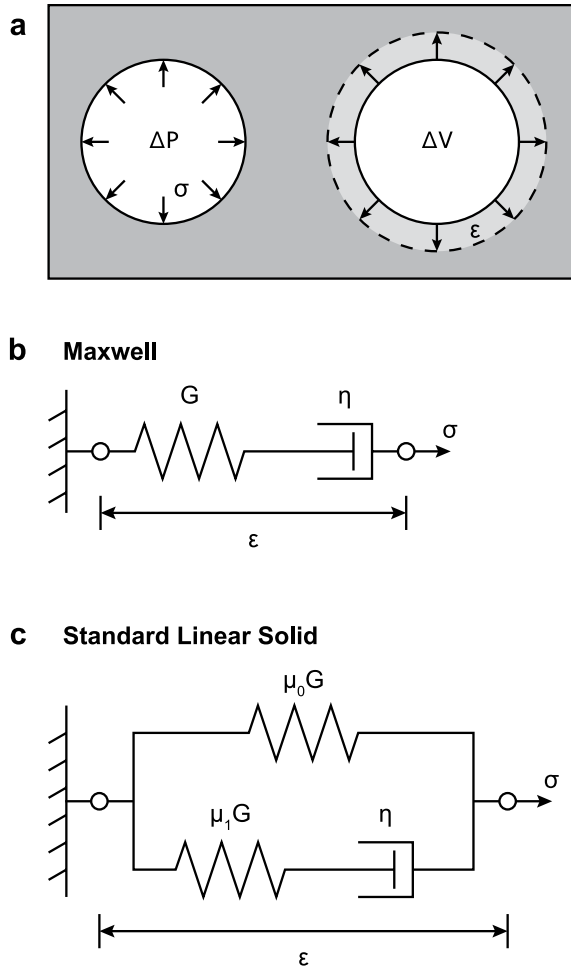 a
ΔP
ΔV
σ
ε
b Maxwell
G
η
σ
ε
c Standard Linear Solid
μ₀G
σ
μ₁G
η
ε